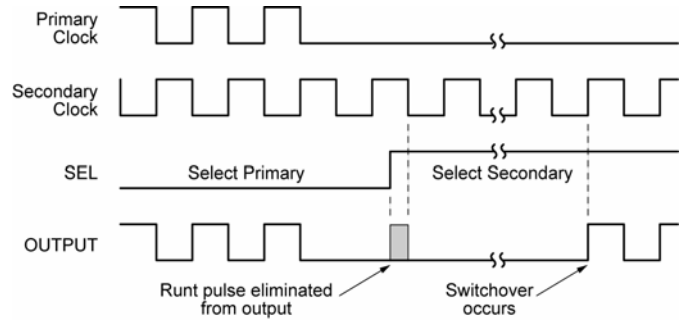 Primary
Clock
Secondary
Clock
SEL
Select Primary
Select Secondary
OUTPUT
Runt pulse eliminated
from output
Switchover
occurs